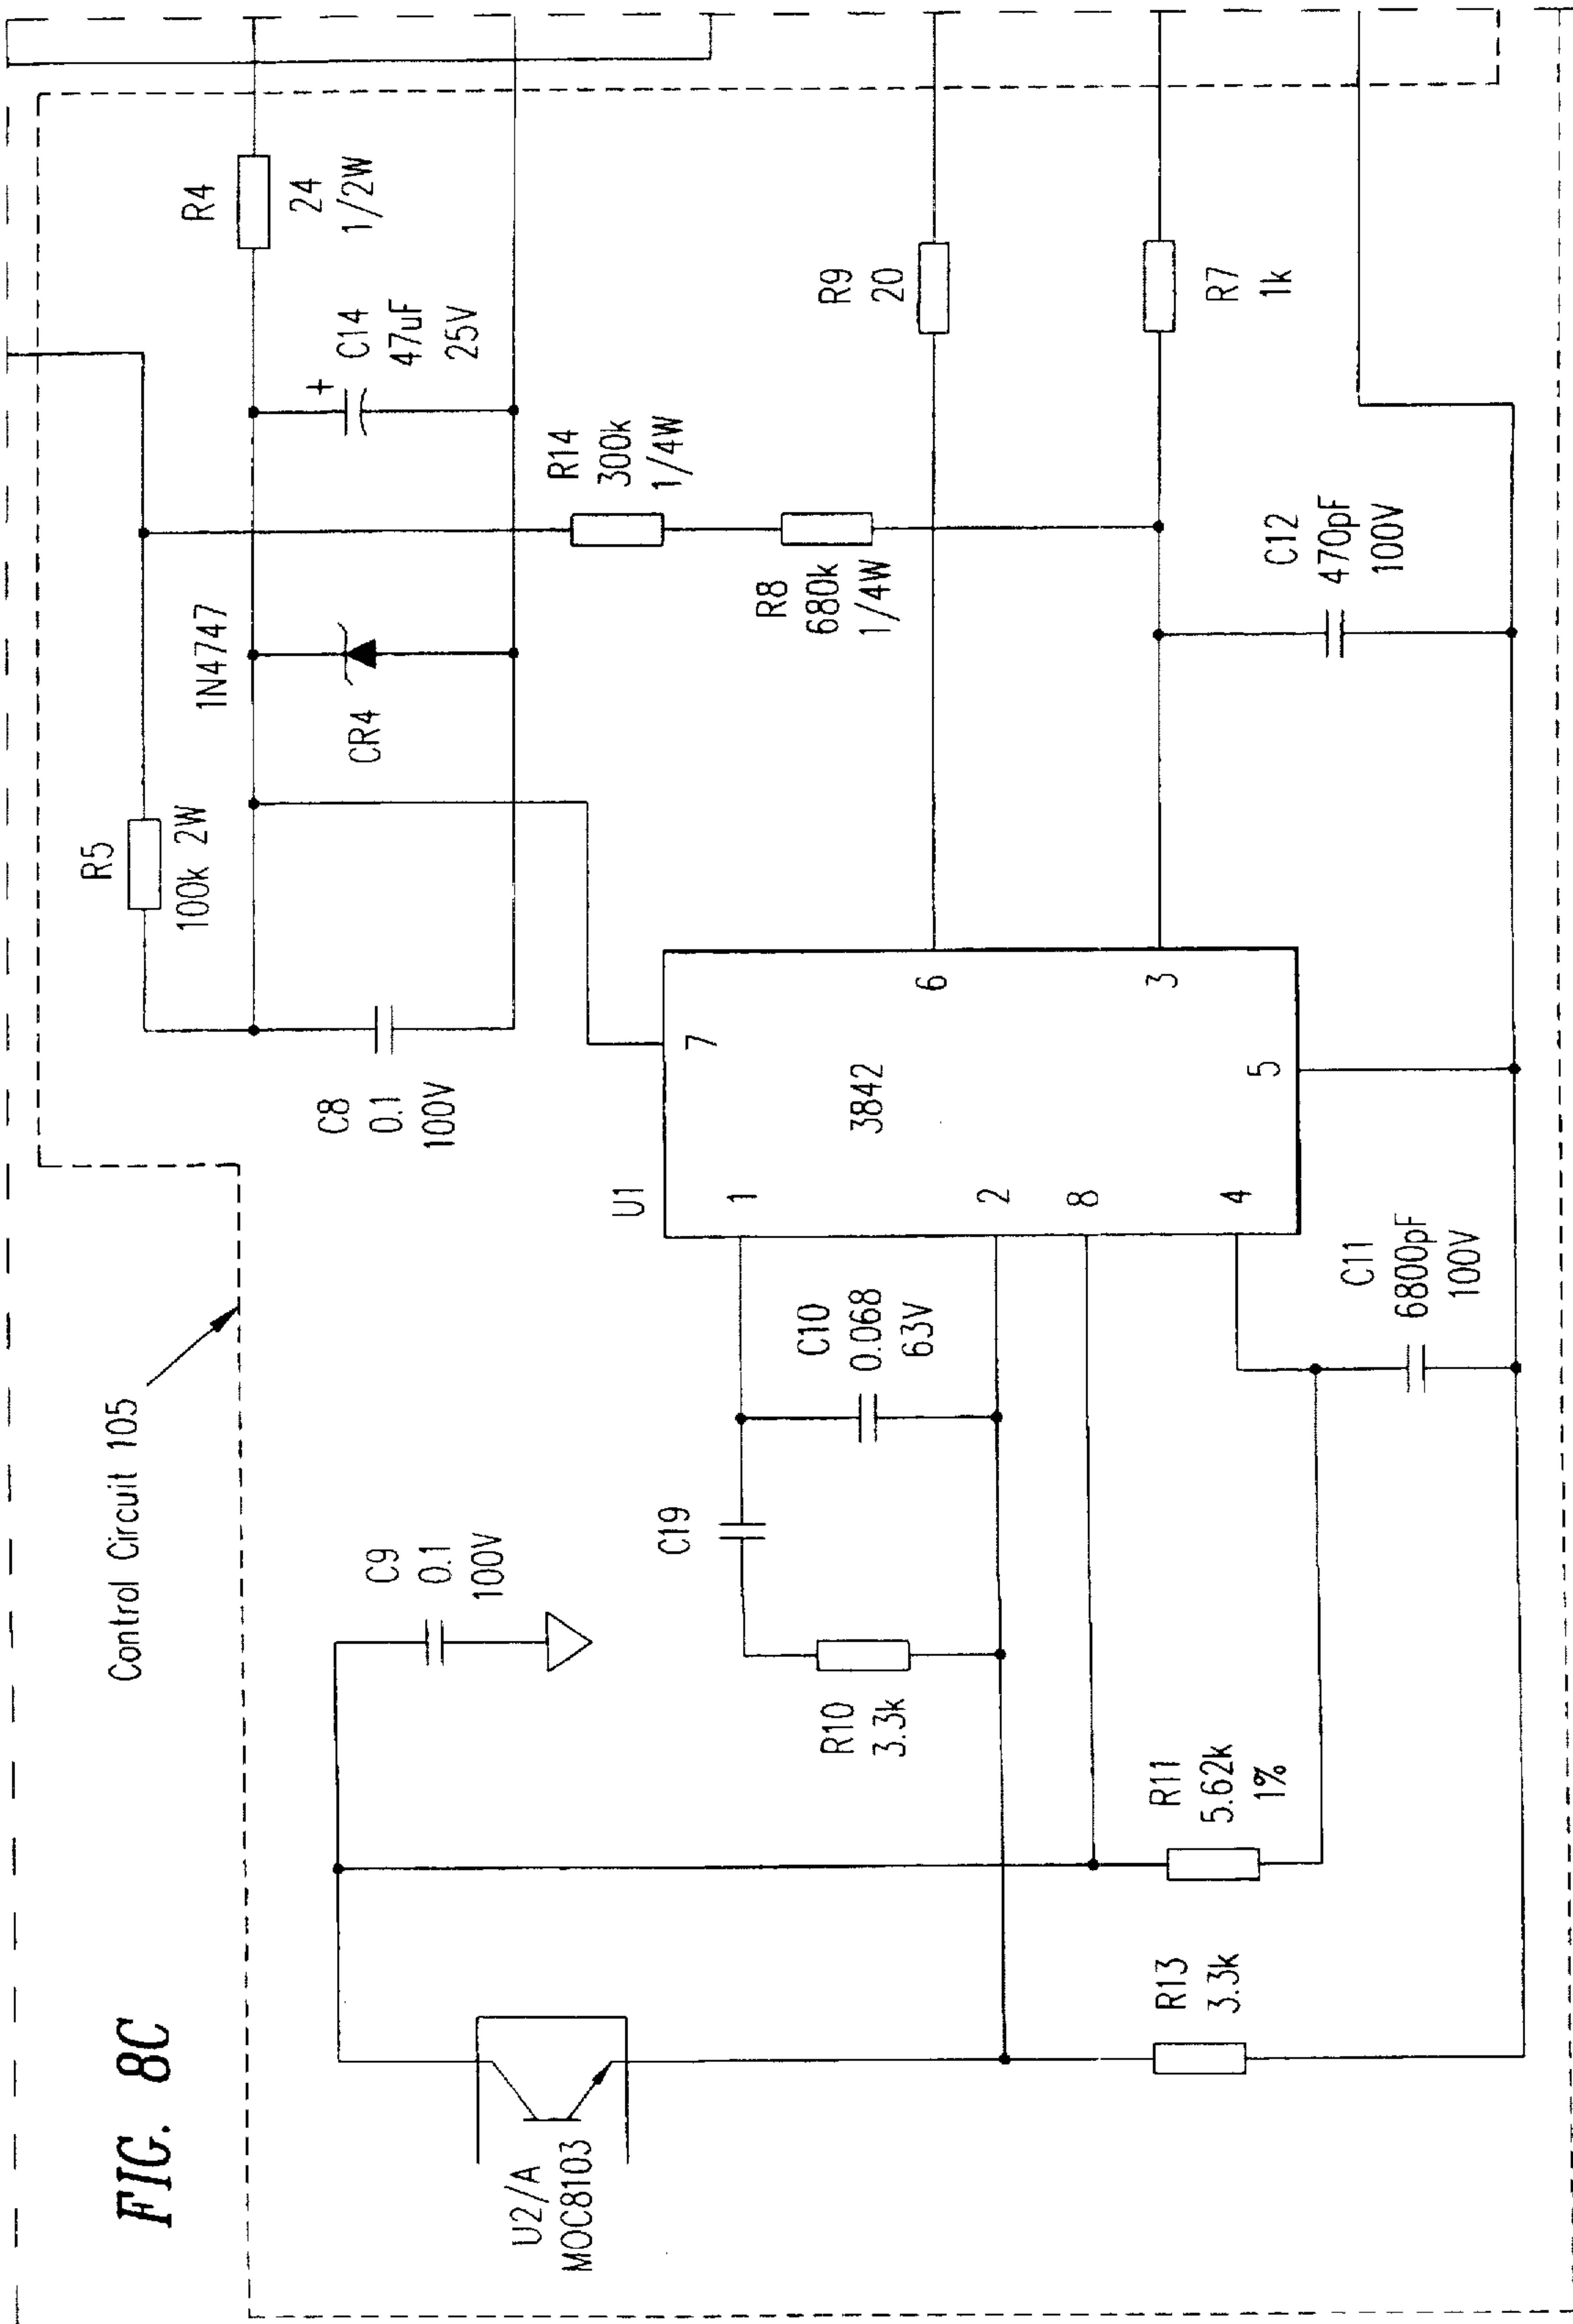 FIG. 8C
Control Circuit 105
R4
24
1/2W
C14
+
47uF
25V
1N4747
CR4
R5
100k 2W
C8
0.1
100V
R14
300k
1/4W
R8
680k
1/4W
R9
20
R7
1k
C12
470pF
100V
U1
3842
7
6
3
5
1
2
8
4
C9
0.1
100V
C19
C10
0.068
63V
R10
3.3k
C11
6800pF
100V
R11
5.62k
1%
R13
3.3k
U2/A
MOC8103